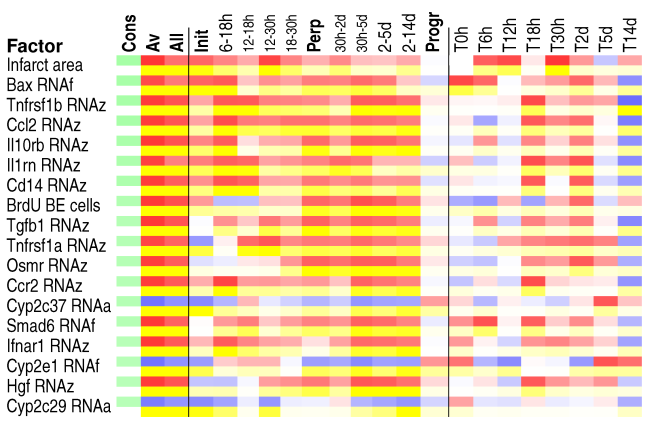 Factor Cons Av All Init 6-18h 12-18h 12-30h 18-30h Perp 30h-2d 30h-5d 2-5d 2-14d Progr T0h T6h T12h T18h T30h T2d T5d T14d
Infarct area
Bax RNAf
Tnfrsf1b RNAz
Ccl2 RNAz
Il10rb RNAz
Il1rn RNAz
Cd14 RNAz
BrdU BE cells
Tgfb1 RNAz
Tnfrsf1a RNAz
Osmr RNAz
Ccr2 RNAz
Cyp2c37 RNAa
Smad6 RNAf
Ifnar1 RNAz
Cyp2e1 RNAf
Hgf RNAz
Cyp2c29 RNAa